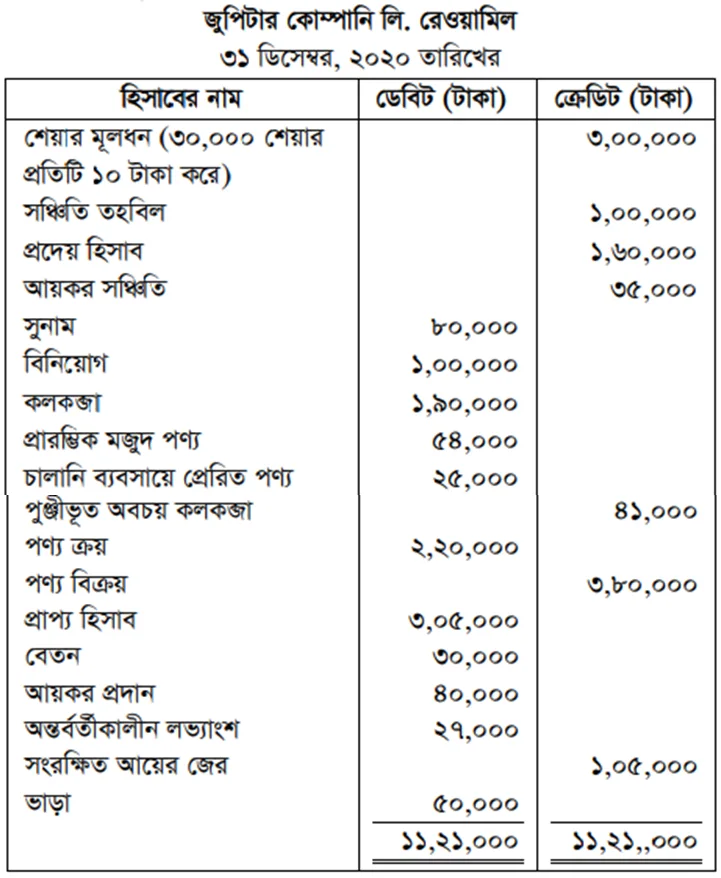 জুপিটার কোম্পানি লি. রেওয়ামিল
৩১ ডিসেম্বর, ২০২০ তারিখের
হিসাবের নাম ডেবিট (টাকা) ক্রেডিট (টাকা)
শেয়ার মূলধন (৩০,০০০ শেয়ার ৩,০০,০০০
প্রতিটি ১০ টাকা করে)
সঞ্চিতি তহবিল ১,০০,০০০
প্রদেয় হিসাব ১,৬০,০০০
আয়কর সঞ্চিতি ৩৫,০০০
সুনাম ৮০,০০০
বিনিয়োগ ১,০০,০০০
কলকব্জা ১,৯০,০০০
প্রারম্ভিক মজুদ পণ্য ৫৪,০০০
চালানি ব্যবসায়ে প্রেরিত পণ্য ২৫,০০০
পুঞ্জীভূত অবচয় কলকব্জা ৪১,০০০
পণ্য ক্রয় ২,২০,০০০
পণ্য বিক্রয় ৩,৮০,০০০
প্রাপ্য হিসাব ৩,০৫,০০০
বেতন ৩০,০০০
আয়কর প্রদান ৪০,০০০
অন্তর্বর্তীকালীন লভ্যাংশ ২৭,০০০
সংরক্ষিত আয়ের জের ১,০৫,০০০
ভাড়া ৫০,০০০
১১,২১,০০০ ১১,২১,,০০০